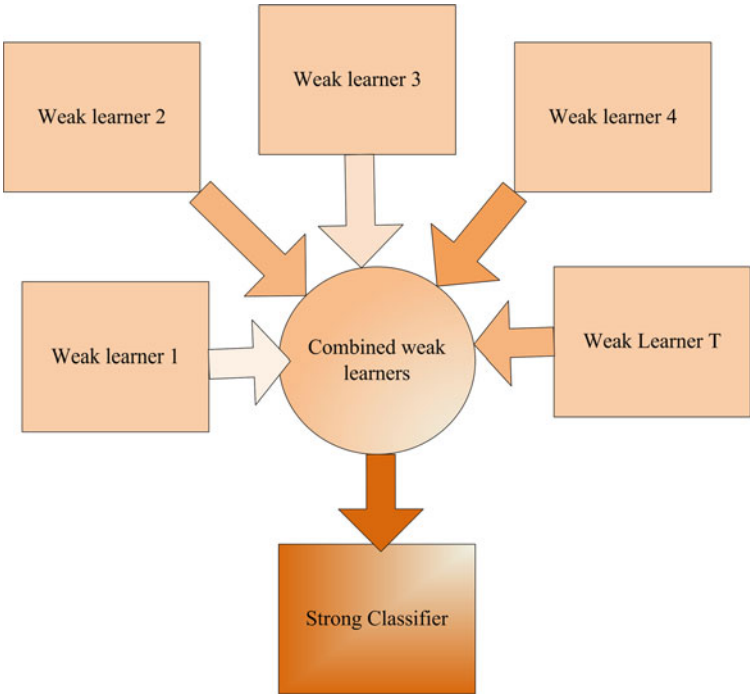 Weak learner 3
Weak learner 2
Weak learner 4
Weak learner 1
Combined weak
learners
Weak Learner T
Strong Classifier